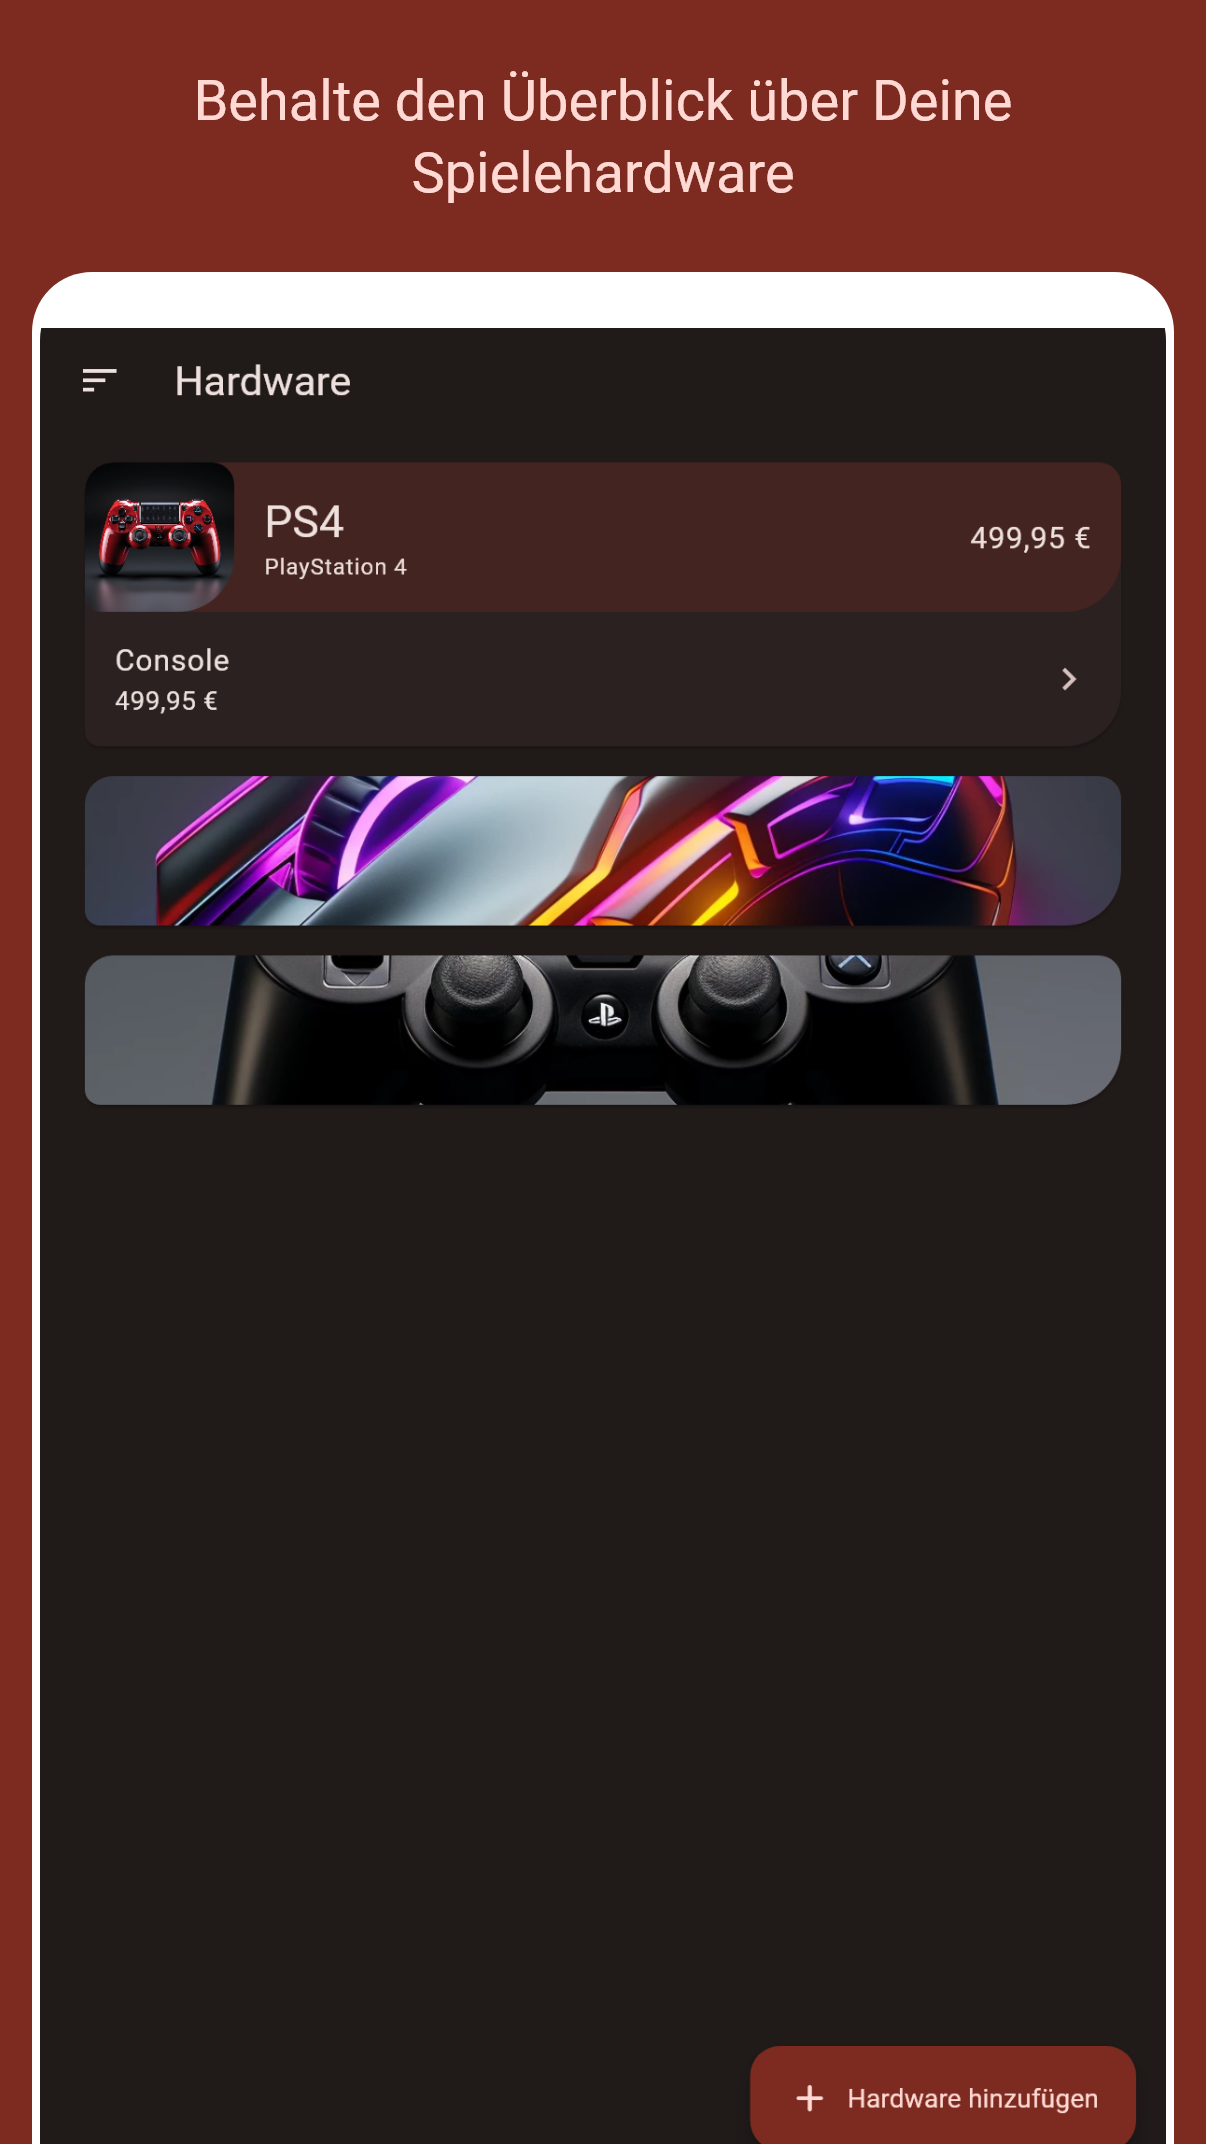 Behalte den Überblick über Deine
Spielehardware
Hardware
PS4
PlayStation 4
499,95 €
Console
499,95 €
Hardware hinzufügen